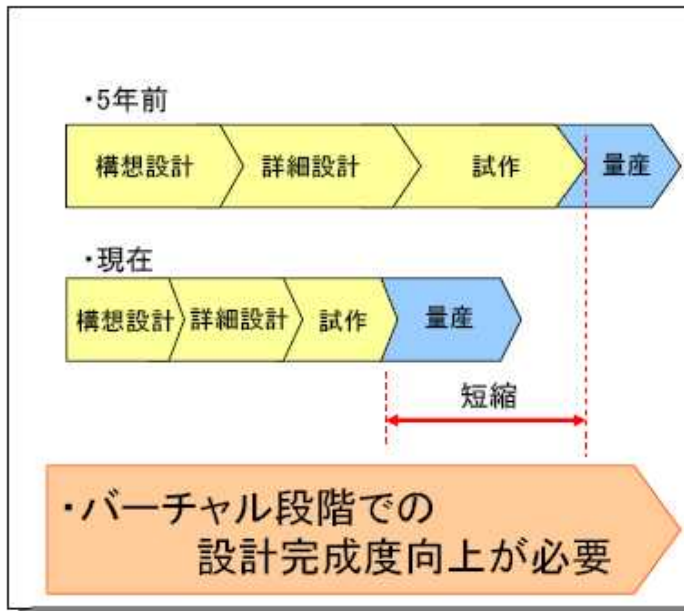 ・5年前
構想設計 詳細設計 試作 量産
・現在
構想設計 詳細設計 試作 量産
短縮
・バーチャル段階での
設計完成度向上が必要